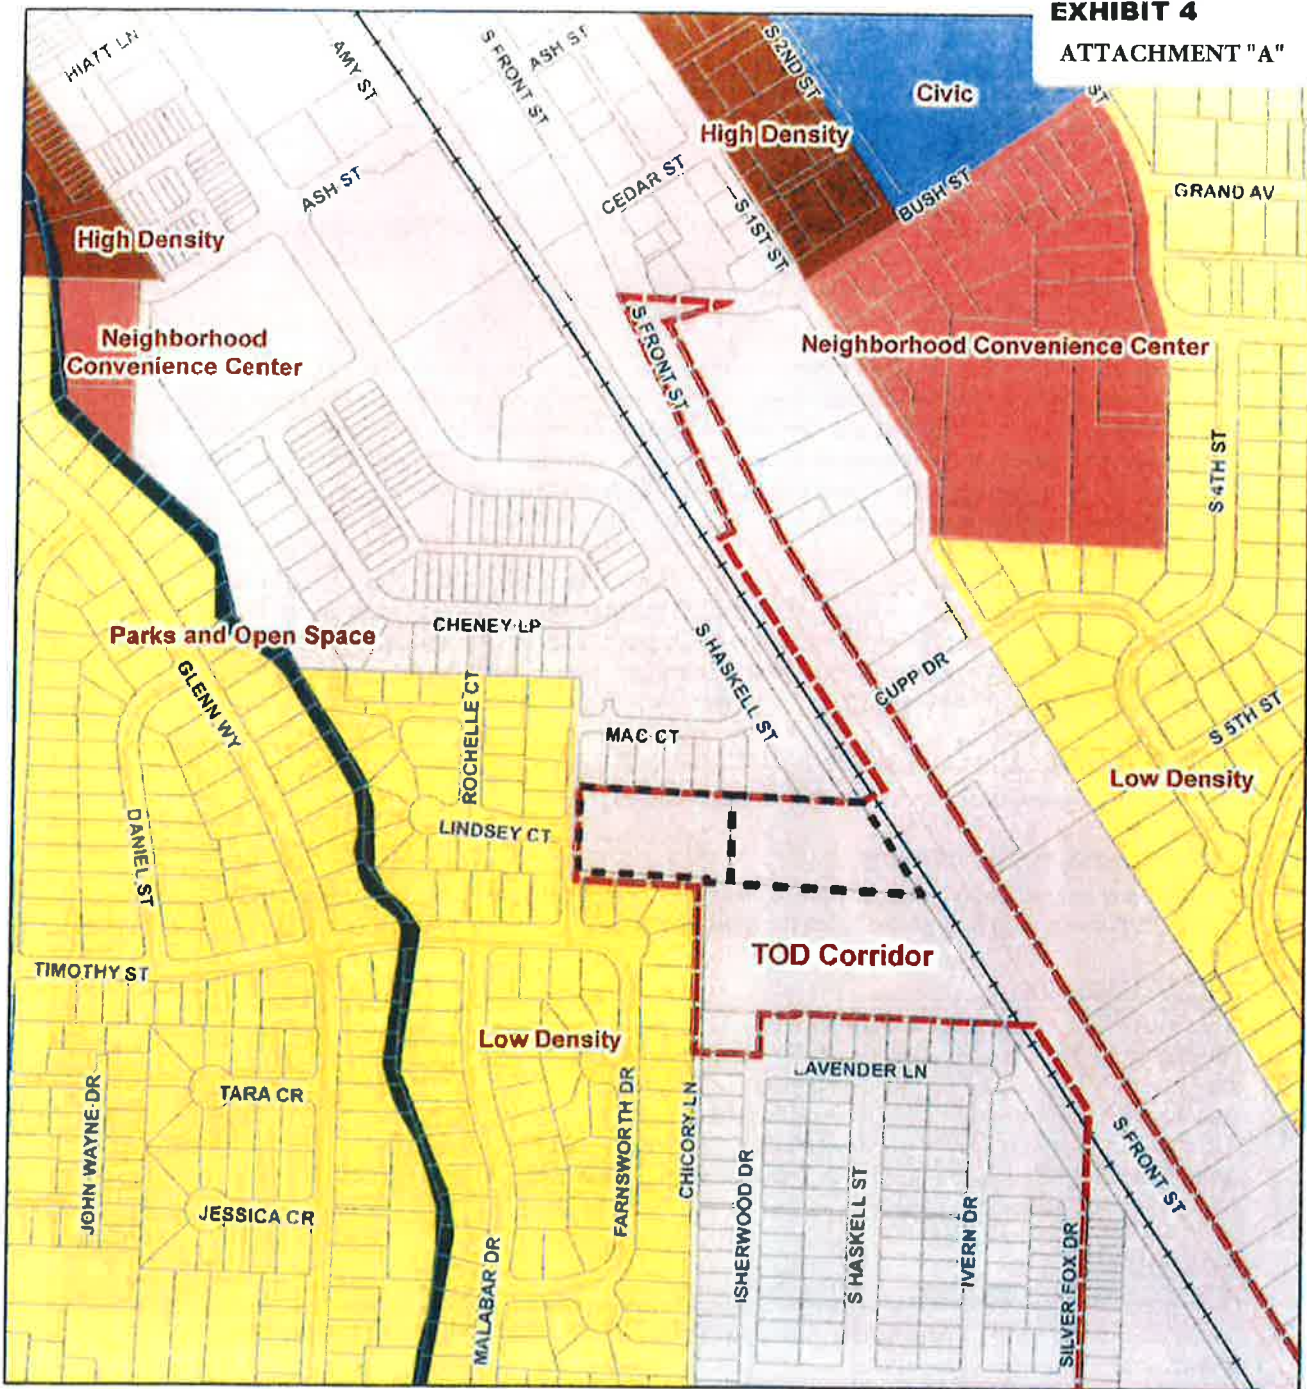 EXHIBIT 4
ATTACHMENT "A"
HIATT LN
AMY ST
S FRONT ST
ASH ST
S 2ND ST
Civic
ST
High Density
GRAND AV
ASH ST
CEDAR ST
BUSH ST
S 1ST ST
High Density
S FRONT ST
Neighborhood
Convenience Center
Neighborhood Convenience Center
S 4TH ST
CHENEY LP
Parks and Open Space
S HASKELL ST
CUPP DR
GLENN WY
ROCHELLE CT
MAC CT
S 5TH ST
Low Density
DANIEL ST
LINDSEY CT
TOD Corridor
TIMOTHY ST
Low Density
LAVENDER LN
JOHN WAYNE DR
TARA CR
FARNSWORTH DR
CHICORY LN
S FRONT ST
JESSICA CR
MALABAR DR
ISHERWOOD DR
S HASKELL ST
IVERN DR
SILVER FOX DR